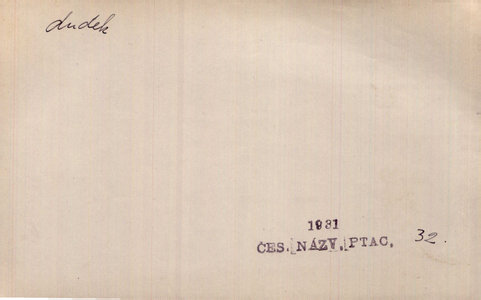 dudek
1931
ČES. NÁZV. PTAC. 32.